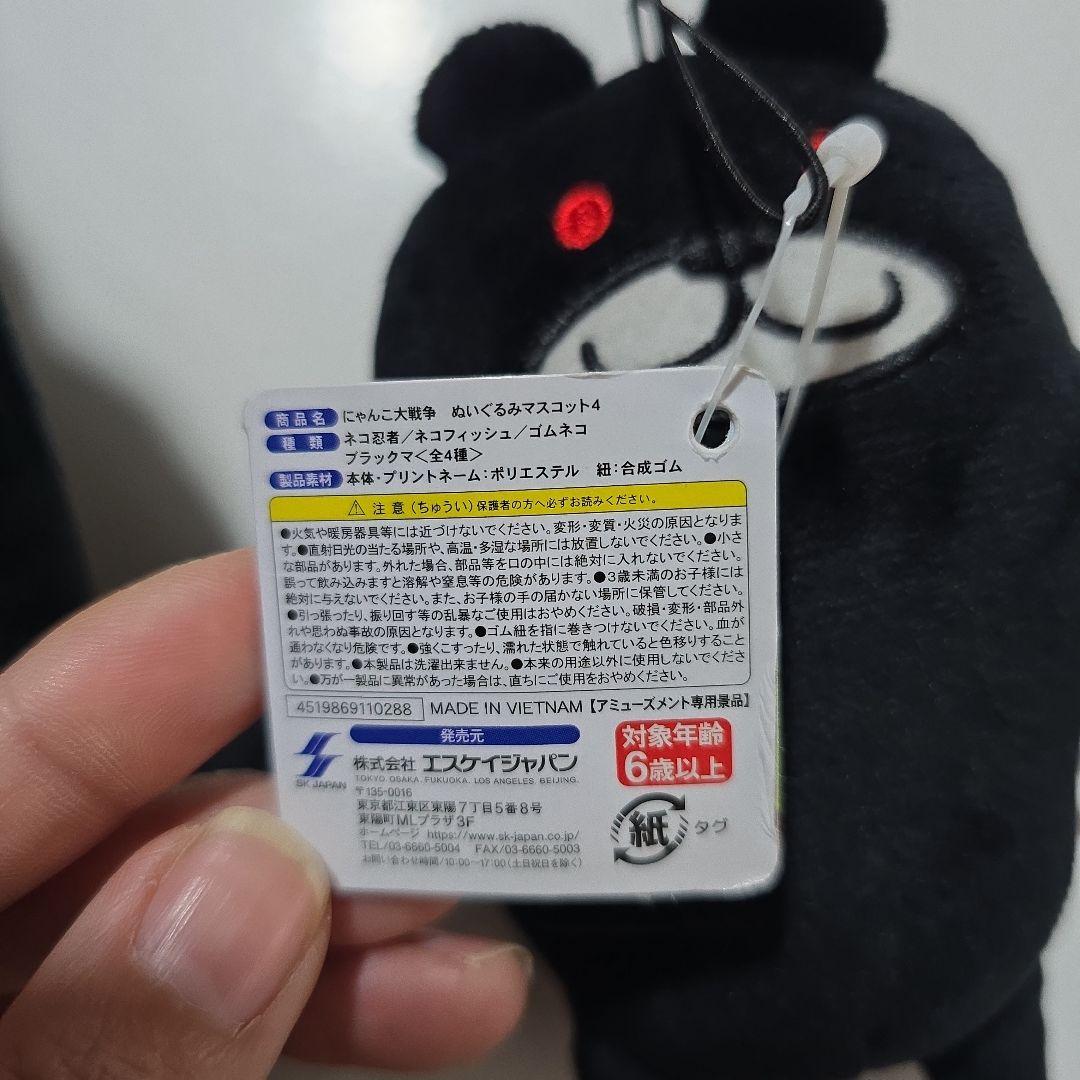 商品名 にゃんこ大戦争 ぬいぐるみマスコット4
種類 ネコ忍者/ネコフィッシュ/ゴムネコ
ブラックマ<全4種>
製品素材 本体・プリントネーム:ポリエステル 紐:合成ゴム
⚠ 注意(ちゅうい)保護者の方へ必ずお読みください。
●火気や暖房器具等には近づけないでください。変形・変質・火災の原因となりま
す。●直射日光の当たる場所や、高温・多湿な場所には放置しないでください。●小さ
な部品があります。外れた場合、部品等を口の中には絶対に入れないでください。
誤って飲み込みますと溶解や窒息等の危険があります。●3歳未満のお子様には
絶対に与えないでください。また、お子様の手の届かない場所に保管してください。
●引っ張ったり、振り回す等の乱暴なご使用はおやめください。破損・変形・部品外
れや思わぬ事故の原因となります。●ゴム紐を指に巻きつけないでください。血が
通わなくなり危険です。●強くこすったり、濡れた状態で触れていると色移りすること
があります。●本製品は洗濯出来ません。●本来の用途以外に使用しないでくださ
い。●万が一製品に異常があった場合は、直ちにご使用をおやめください。
4519869110288 MADE IN VIETNAM【アミューズメント専用景品】
発売元
SK JAPAN
株式会社 エスケイジャパン
TOKYO. OSAKA. FUKUOKA. LOS ANGELES. BEIJING.
〒135-0016
東京都江東区東陽7丁目5番8号
東陽町MLプラザ3F
ホームページ https://www.sk-japan.co.jp/
TEL/03-6660-5004 FAX/03-6660-5003
お問い合わせ時間/10:00〜17:00(土日祝日を除く)
対象年齢
6歳以上
紙 タグ